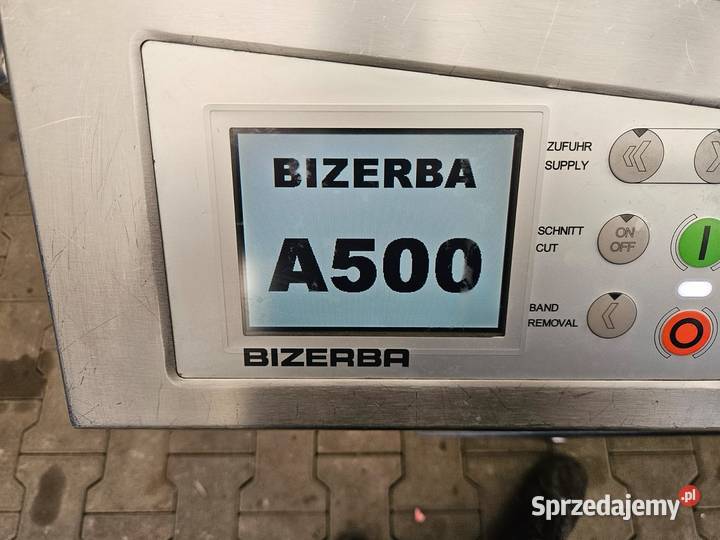 BIZERBA
A500
BIZERBA
ZUFUHR
SUPPLY
SCHNITT
CUT
ON
OFF
BAND
REMOVAL
Sprzedajemy.pl